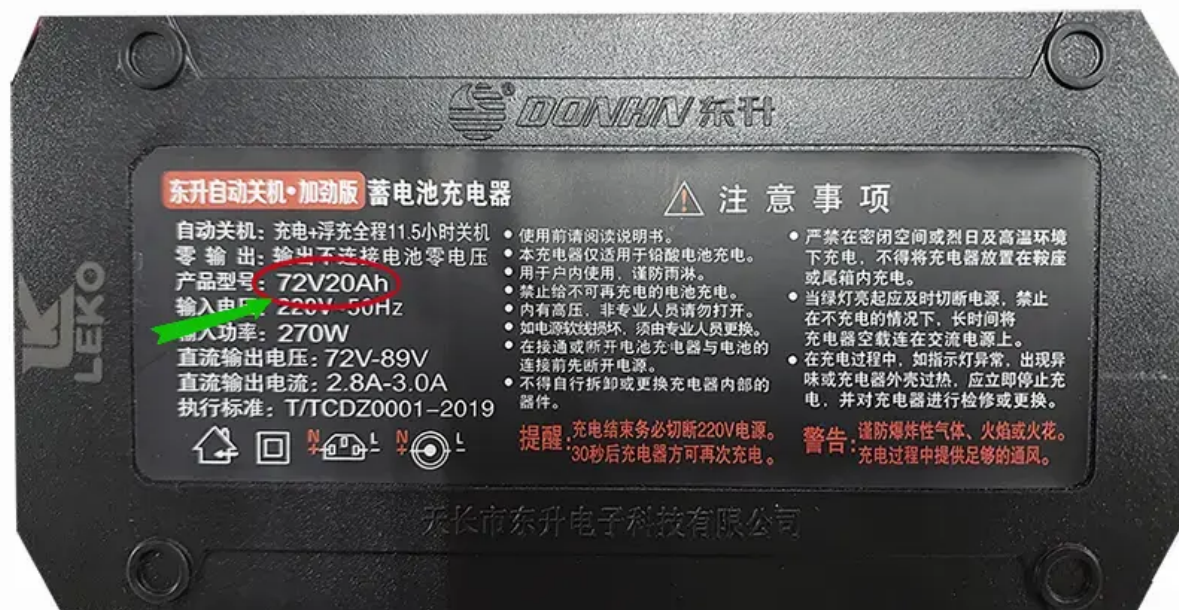 DONHN东升
东升自动关机·加劲版 蓄电池充电器
自动关机：充电+浮充全程11.5小时关机
零 输 出：输出不连接电池零电压
产品型号：72V20Ah
输入电压：220V~50Hz
输入功率：270W
直流输出电压：72V-89V
直流输出电流：2.8A-3.0A
执行标准：T/TCDZ0001-2019
N L N L
LEKO
注意事项
• 使用前请阅读说明书。
• 本充电器仅适用于铅酸电池充电。
• 用于户内使用，谨防雨淋。
• 禁止给不可再充电的电池充电。
• 内有高压，非专业人员请勿打开。
• 如电源软线损坏，须由专业人员更换。
• 在接通或断开电池充电器与电池的
连接前先断开电源。
• 不得自行拆卸或更换充电器内部的
器件。
• 严禁在密闭空间或烈日及高温环境
下充电，不得将充电器放置在鞍座
或尾箱内充电。
• 当绿灯亮起应及时切断电源，禁止
在不充电的情况下，长时间将
充电器空载连在交流电源上。
• 在充电过程中，如指示灯异常，出现异
味或充电器外壳过热，应立即停止充
电，并对充电器进行检修或更换。
提醒：充电结束务必切断220V电源。
30秒后充电器方可再次充电。
警告：谨防爆炸性气体、火焰或火花。
充电过程中提供足够的通风。
天长市东升电子科技有限公司